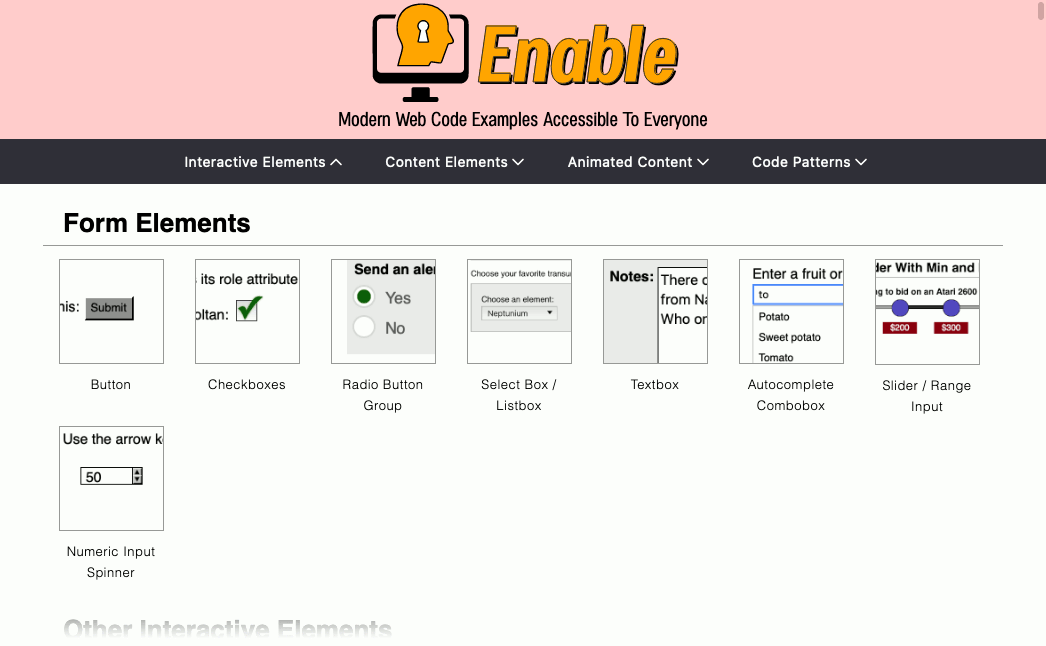 Enable
Modern Web Code Examples Accessible To Everyone
Interactive Elements
Content Elements
Animated Content
Code Patterns
Form Elements
his:
Submit
Button
its role attribute
oltan:
Checkboxes
Send an aler
Yes
No
Radio Button
Group
Choose your favorite transu
Choose an element:
Neptunium
Select Box /
Listbox
Notes:
There c
from Na
Who or
Textbox
Enter a fruit or
to
Potato
Sweet potato
Tomato
Autocomplete
Combobox
der With Min and
ng to bid on an Atari 2600
$200
$300
Slider / Range
Input
Use the arrow k
50
Numeric Input
Spinner
Other Interactive Elements